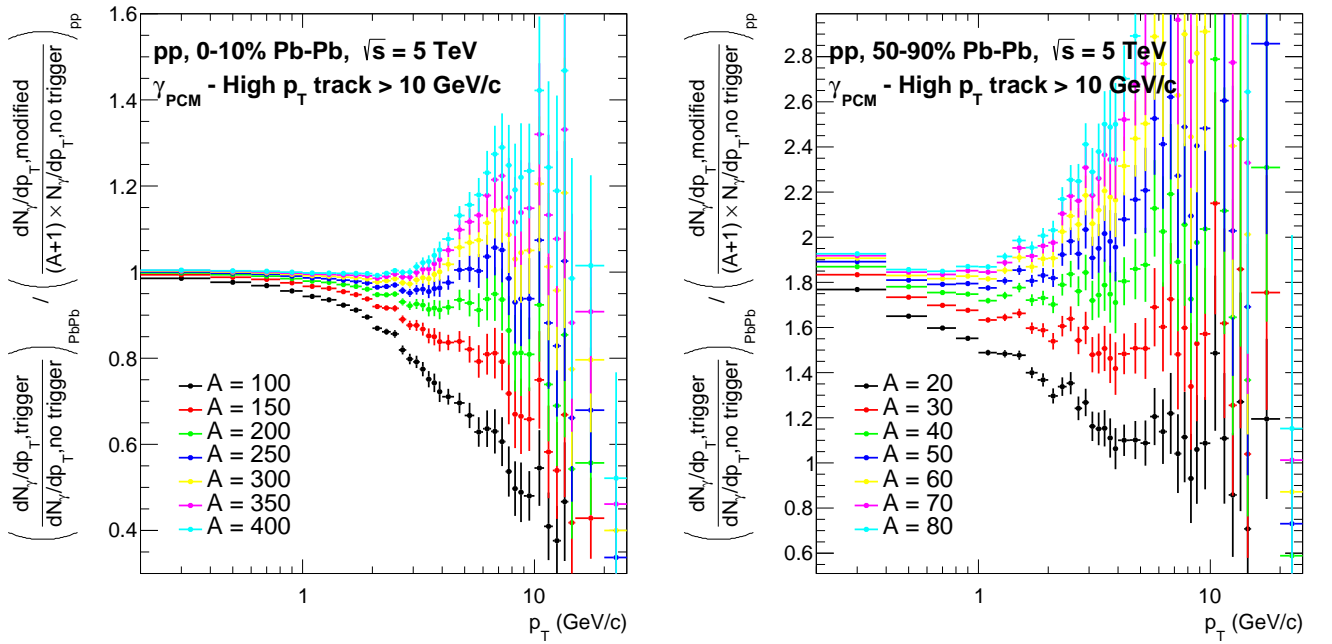 pp, 0-10% Pb-Pb, √s = 5 TeV
γPCM - High pT track > 10 GeV/c
(dNγ/dpT,trigger / dNγ/dpT,no trigger)PbPb / (dNγ/dpT,modified / (A+1) × Nγ/dpT,no trigger)pp
1.6
1.4
1.2
1
0.8
0.6
0.4
A = 100
A = 150
A = 200
A = 250
A = 300
A = 350
A = 400
1
10
pT (GeV/c)
pp, 50-90% Pb-Pb, √s = 5 TeV
γPCM - High pT track > 10 GeV/c
(dNγ/dpT,trigger / dNγ/dpT,no trigger)PbPb / (dNγ/dpT,modified / (A+1) × Nγ/dpT,no trigger)pp
2.8
2.6
2.4
2.2
2
1.8
1.6
1.4
1.2
1
0.8
0.6
A = 20
A = 30
A = 40
A = 50
A = 60
A = 70
A = 80
1
10
pT (GeV/c)